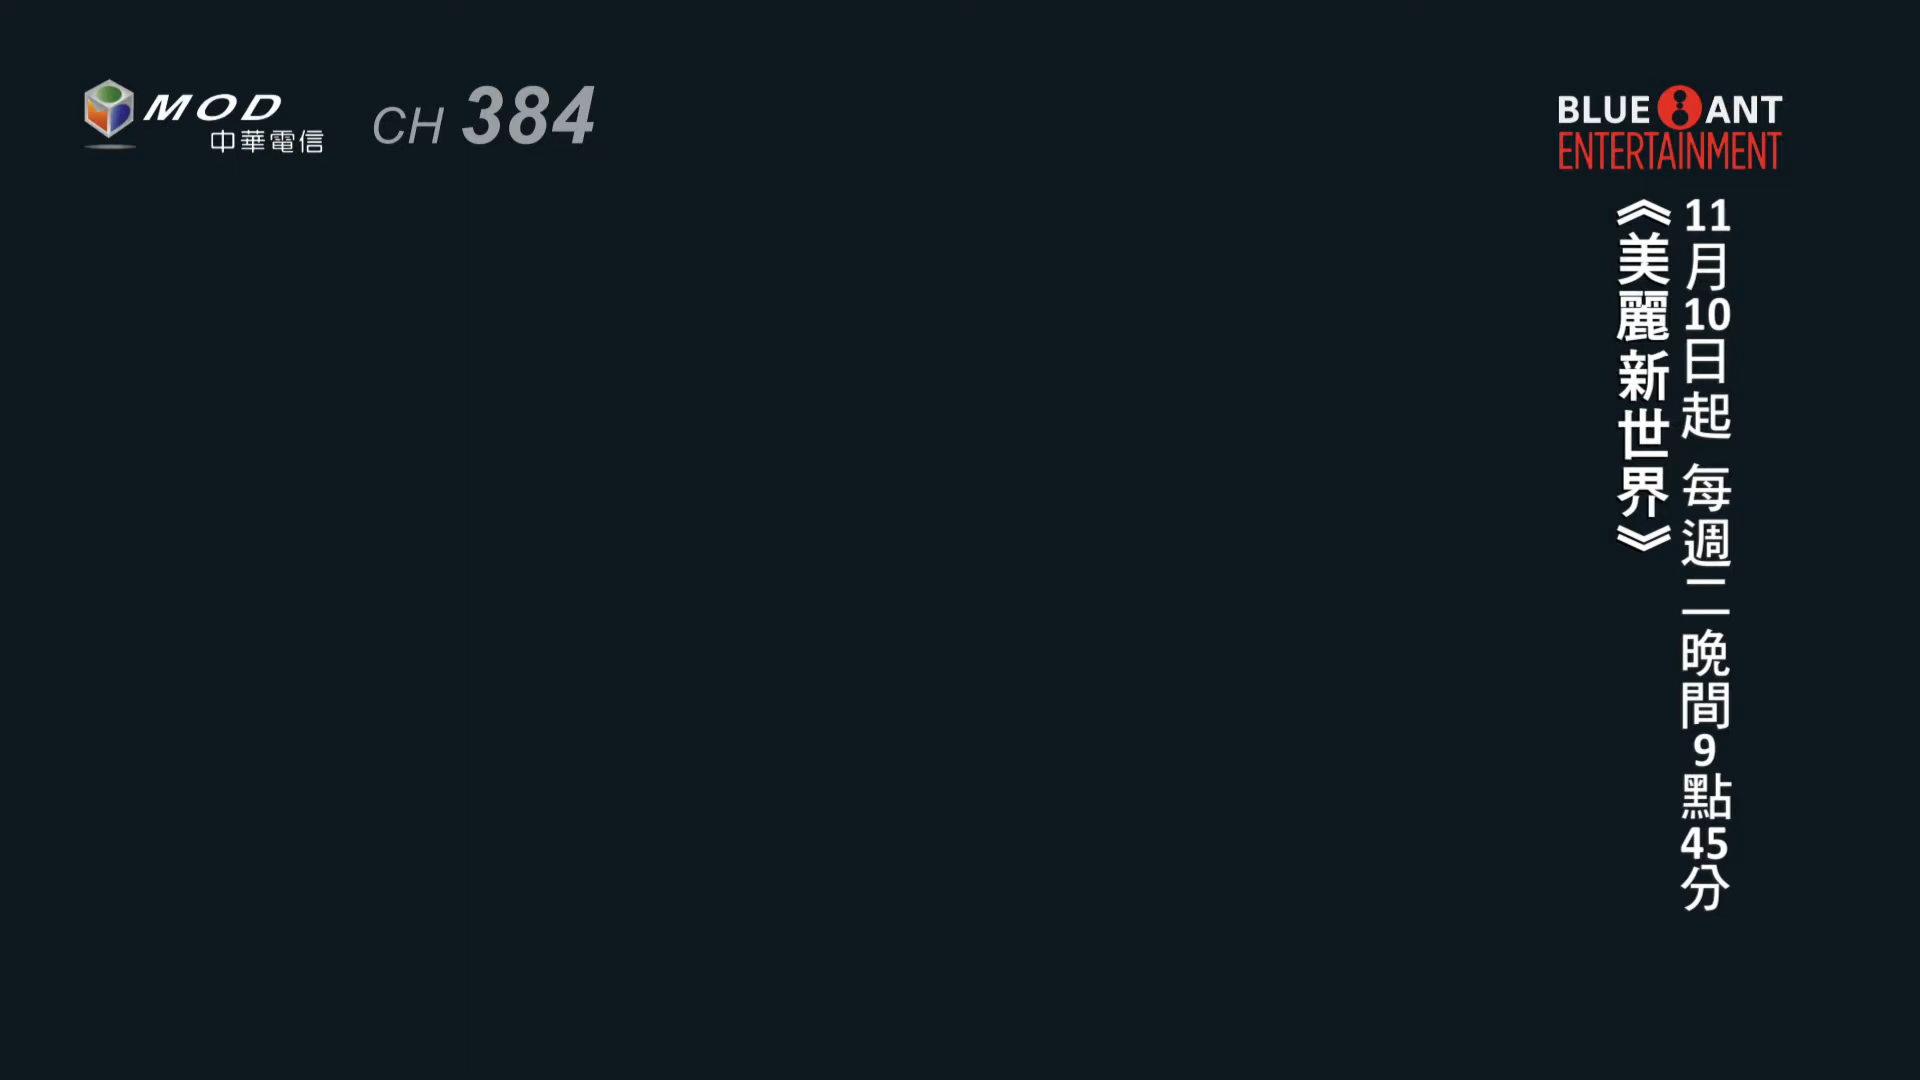 MOD
中華電信
CH 384
BLUE ANT
ENTERTAINMENT
11月10日起 每週二晚間9點45分
《美麗新世界》